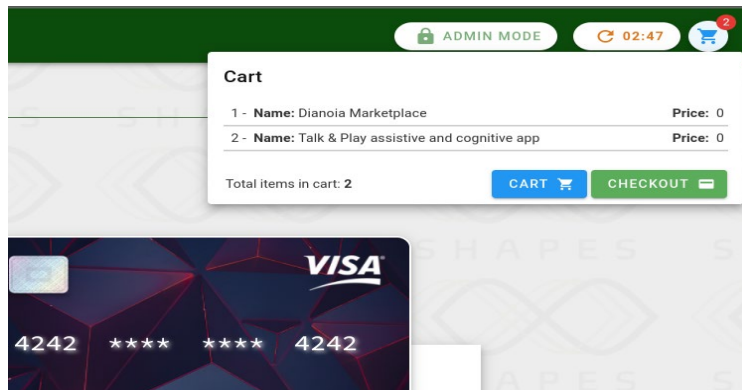 ADMIN MODE
02:47
2
Cart
1 - Name: Dianoia Marketplace Price: 0
2 - Name: Talk & Play assistive and cognitive app Price: 0
Total items in cart: 2
CART
CHECKOUT
SHAPES
VISA
4242 **** **** 4242